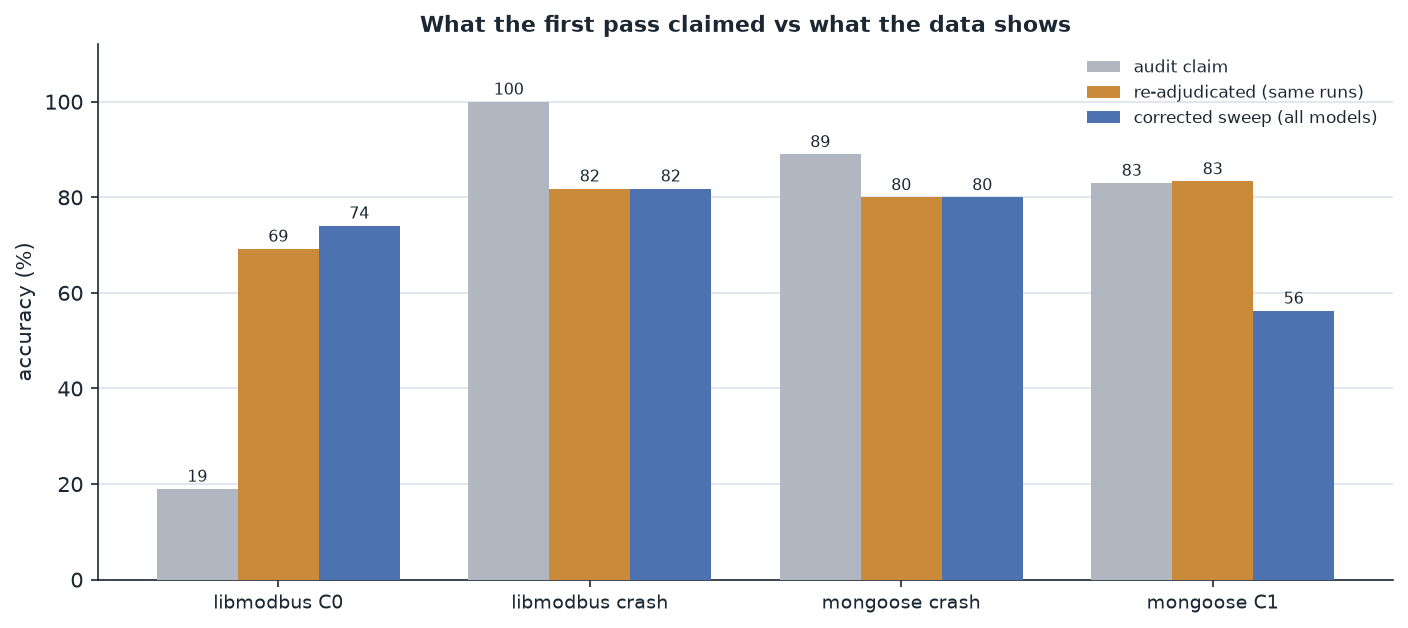 What the first pass claimed vs what the data shows
audit claim
re-adjudicated (same runs)
corrected sweep (all models)
accuracy (%)
100
80
60
40
20
0
19
69
74
100
82
82
89
80
80
83
83
56
libmodbus C0
libmodbus crash
mongoose crash
mongoose C1